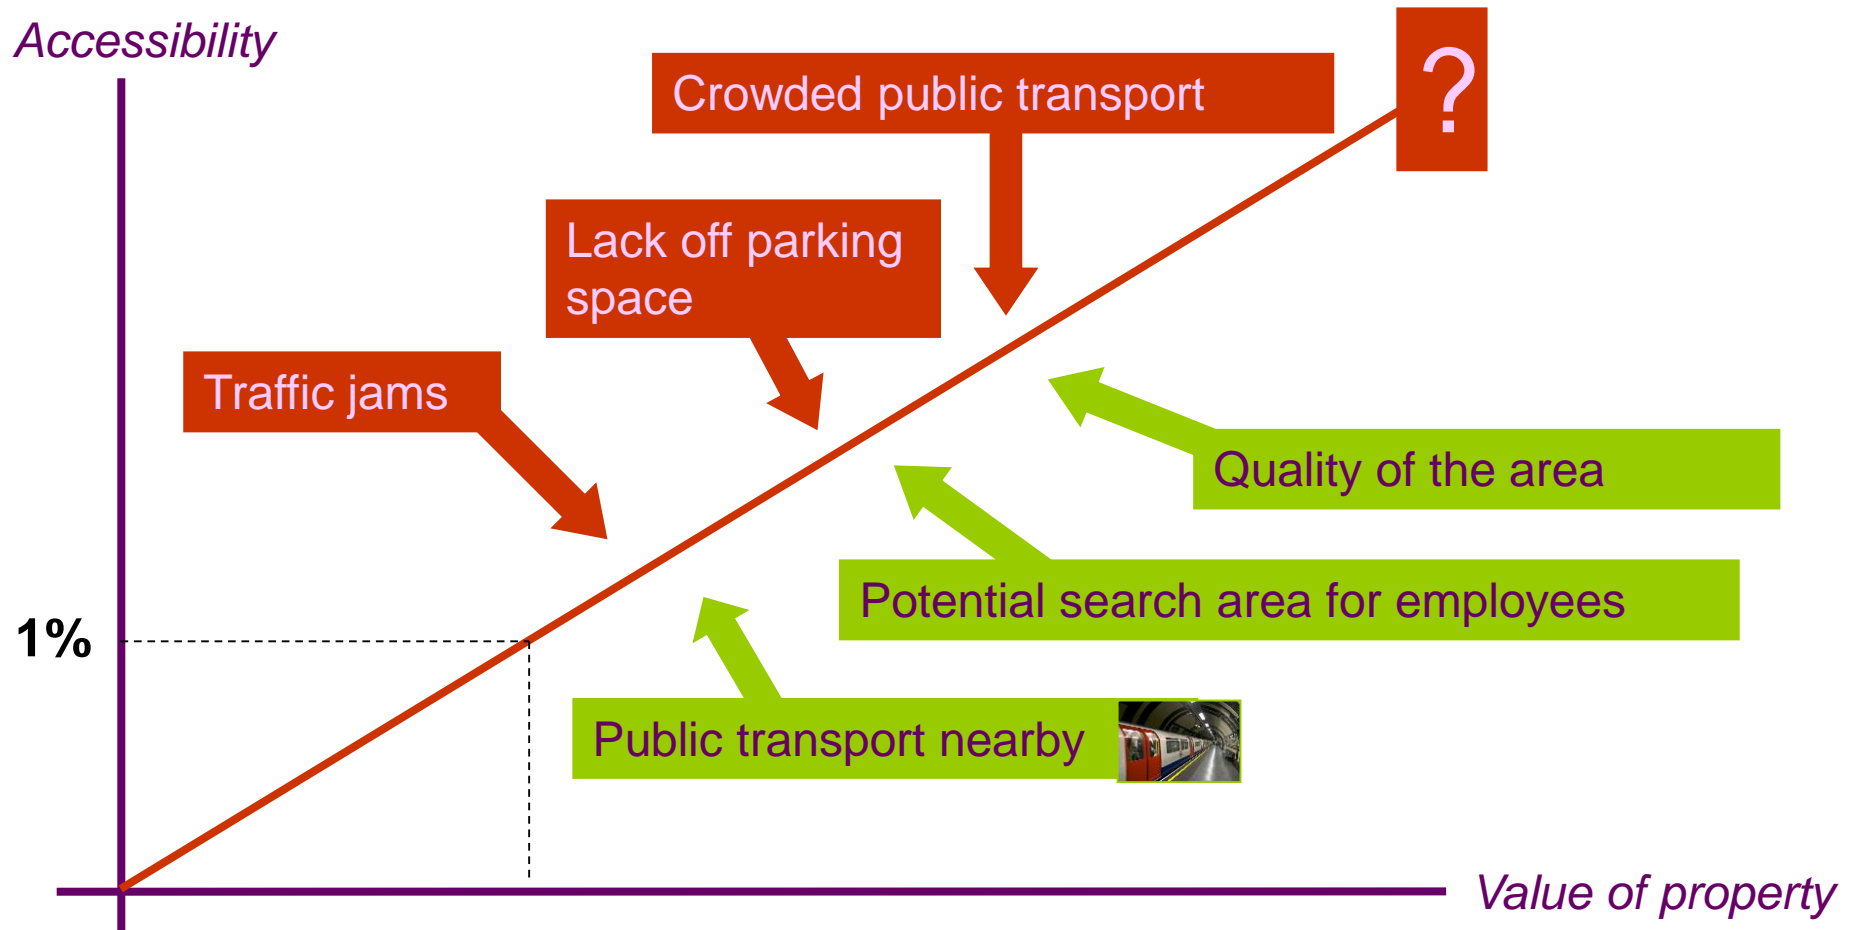 Accessibility
Crowded public transport
?
Lack off parking
space
Traffic jams
Quality of the area
Potential search area for employees
1%
Public transport nearby
Value of property